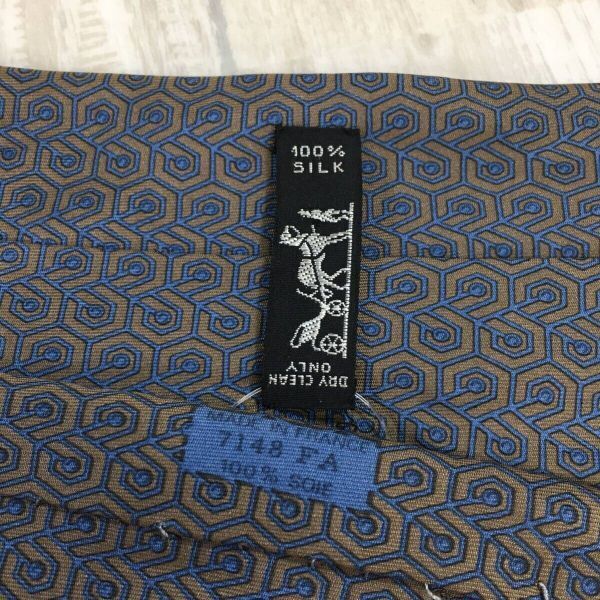 100%
SILK
DRY CLEAN
ONLY
MADE IN FRANCE
7148 FA
100% SOIE